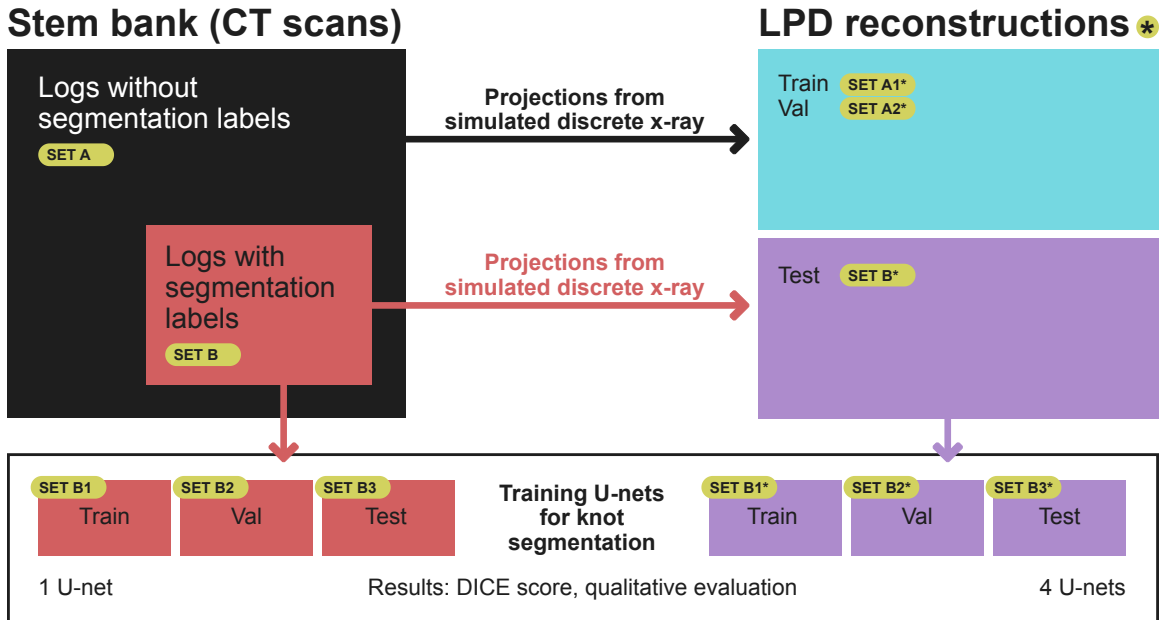 Stem bank (CT scans)
LPD reconstructions *
Logs without
segmentation labels
SET A
Projections from
simulated discrete x-ray
Train SET A1*
Val SET A2*
Logs with
segmentation
labels
SET B
Projections from
simulated discrete x-ray
Test SET B*
SET B1
Train
SET B2
Val
SET B3
Test
Training U-nets
for knot
segmentation
SET B1*
Train
SET B2*
Val
SET B3*
Test
1 U-net
Results: DICE score, qualitative evaluation
4 U-nets